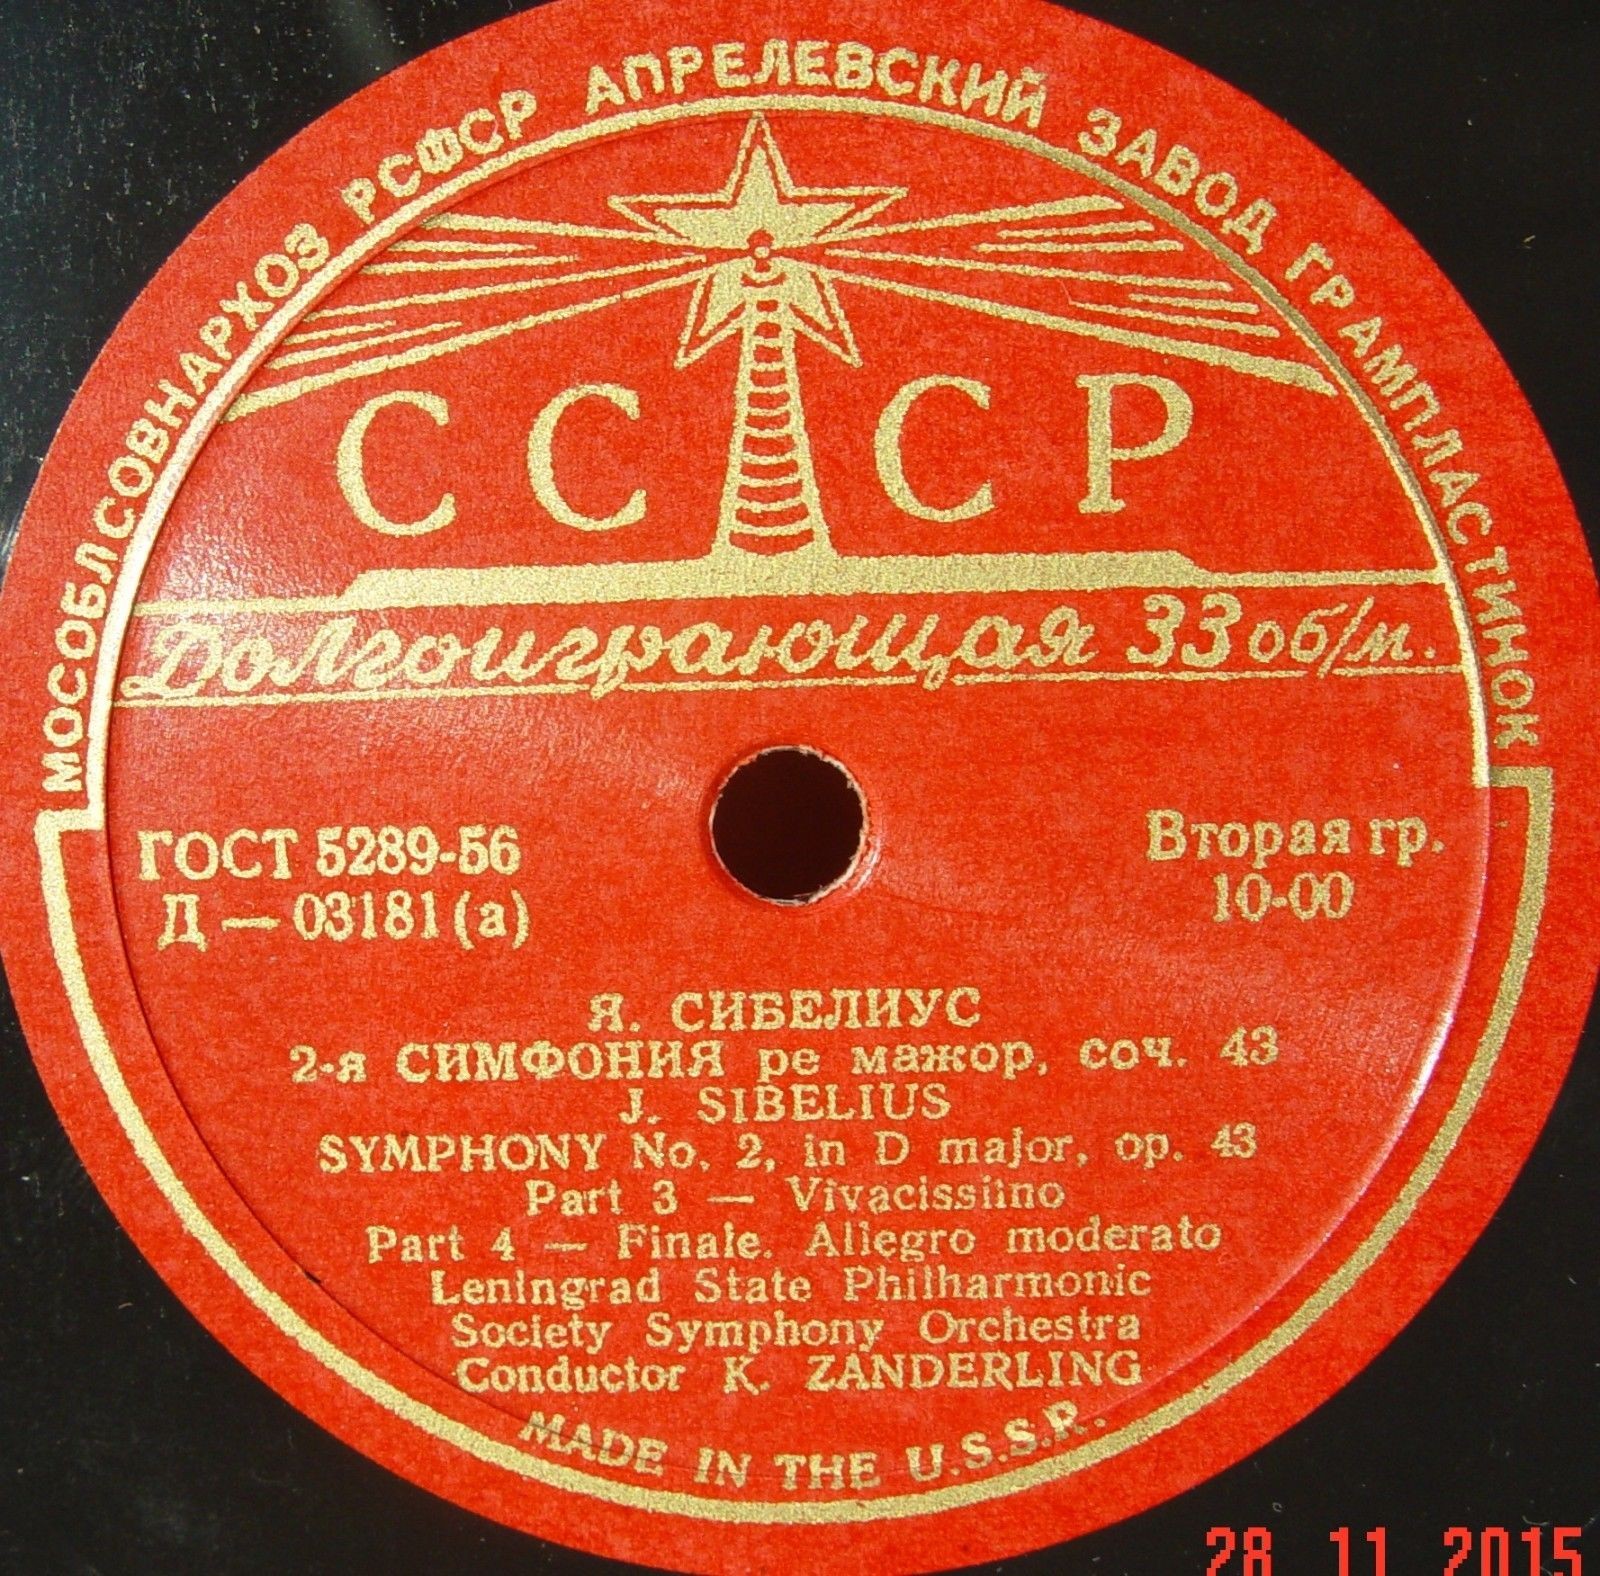 МОСОБЛСОВНАРХОЗ РСФСР АПРЕЛЕВСКИЙ ЗАВОД ГРАМПЛАСТИНОК
СССР
Долгоиграющая 33 об/м.
ГОСТ 5289-56
Д — 03181 (а)
Вторая гр.
10-00
Я. СИБЕЛИУС
2-я СИМФОНИЯ ре мажор, соч. 43
J. SIBELIUS
SYMPHONY No. 2, in D major, op. 43
Part 3 — Vivacissimo
Part 4 — Finale. Allegro moderato
Leningrad State Philharmonic
Society Symphony Orchestra
Conductor K. ZANDERLING
MADE IN THE U.S.S.R.
28 11 2015